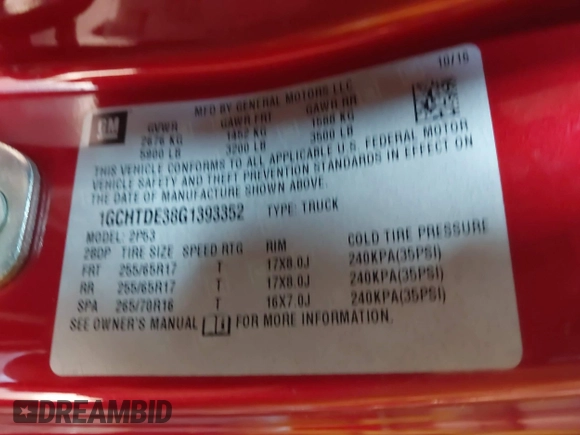 10/16
MFD BY GENERAL MOTORS LLC
GM
GVWR GAWR FRT GAWR RR
2676 KG 1452 KG 1588 KG
5900 LB 3200 LB 3500 LB
THIS VEHICLE CONFORMS TO ALL APPLICABLE U.S. FEDERAL MOTOR
VEHICLE SAFETY AND THEFT PREVENTION STANDARDS IN EFFECT ON
THE DATE OF MANUFACTURE SHOWN ABOVE.
1GCHTDE38G1393352 TYPE: TRUCK
MODEL: 2P53
28DP TIRE SIZE SPEED RTG RIM COLD TIRE PRESSURE
FRT 255/65R17 T 17X8.0J 240KPA(35PSI)
RR 255/65R17 T 17X8.0J 240KPA(35PSI)
SPA 265/70R16 T 16X7.0J 240KPA(35PSI)
SEE OWNER'S MANUAL FOR MORE INFORMATION.
DREAMBID